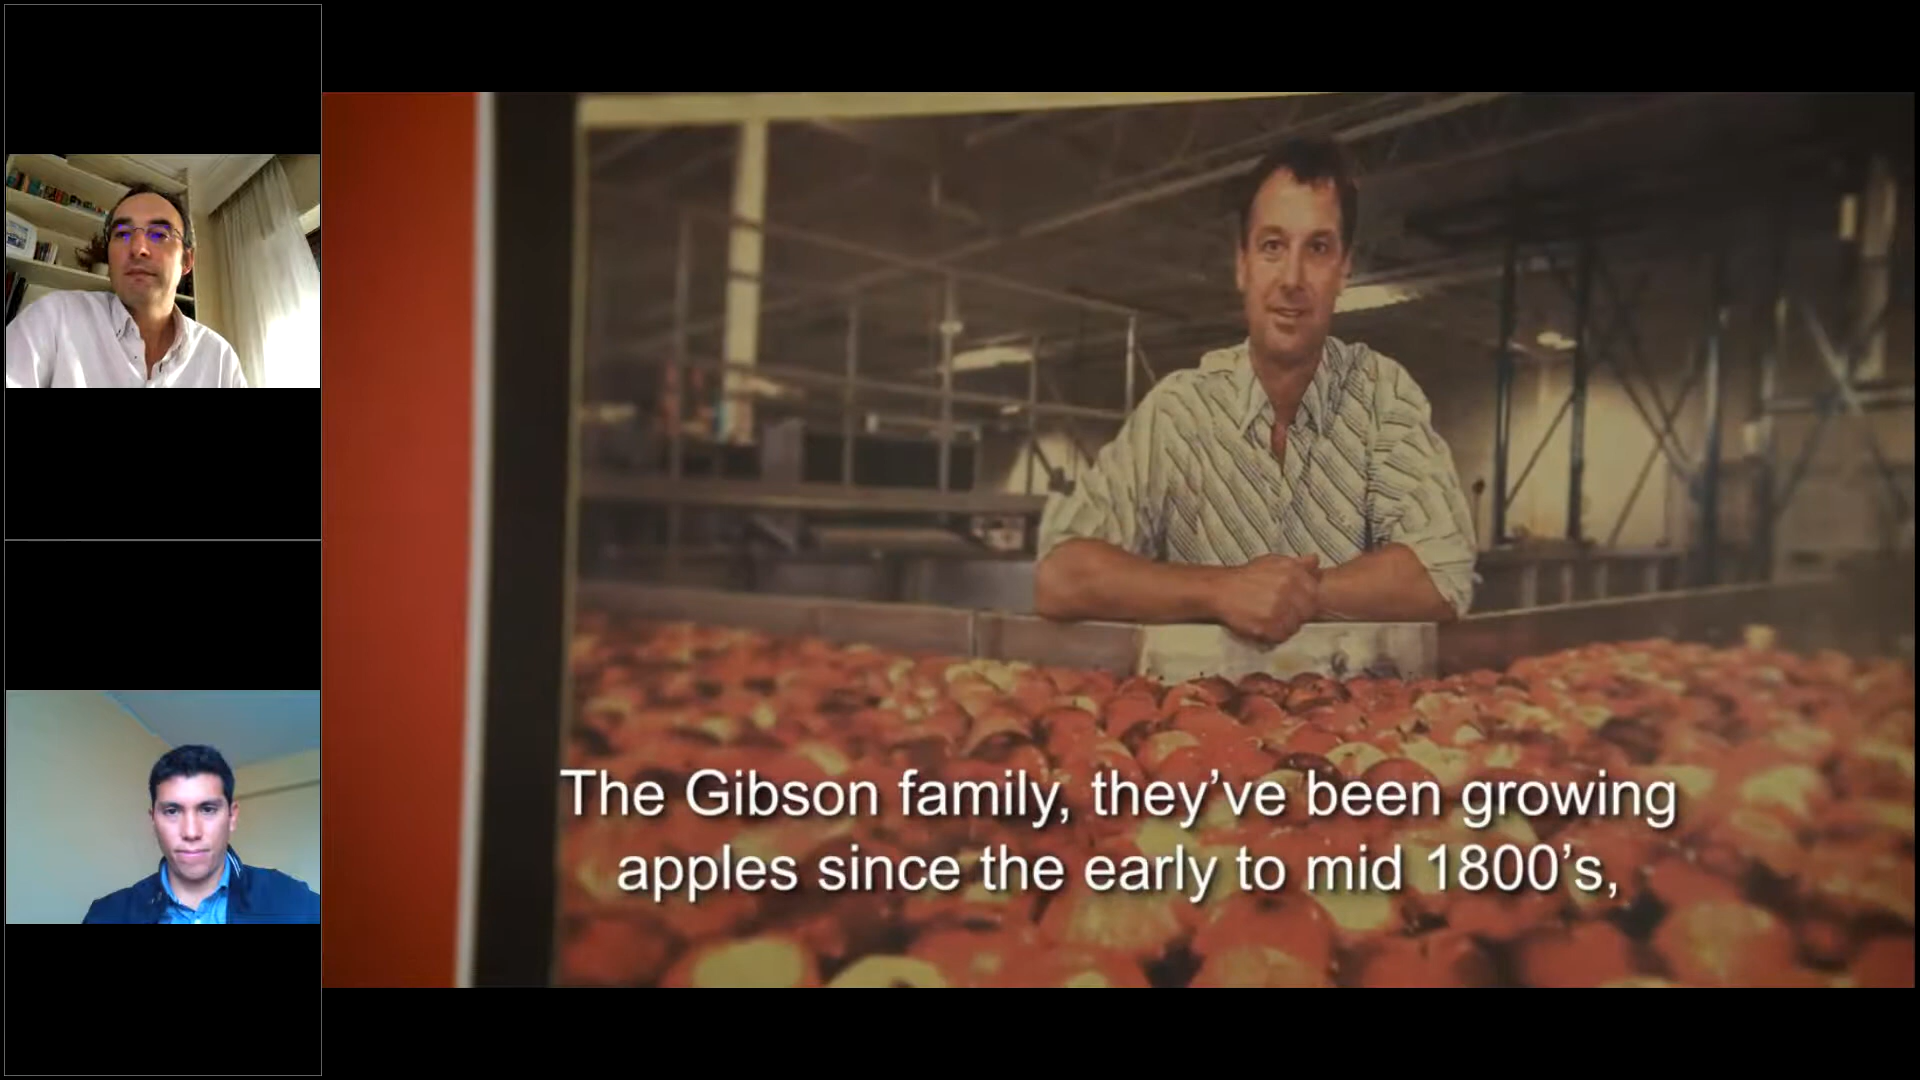 The Gibson family, they've been growing
apples since the early to mid 1800's,